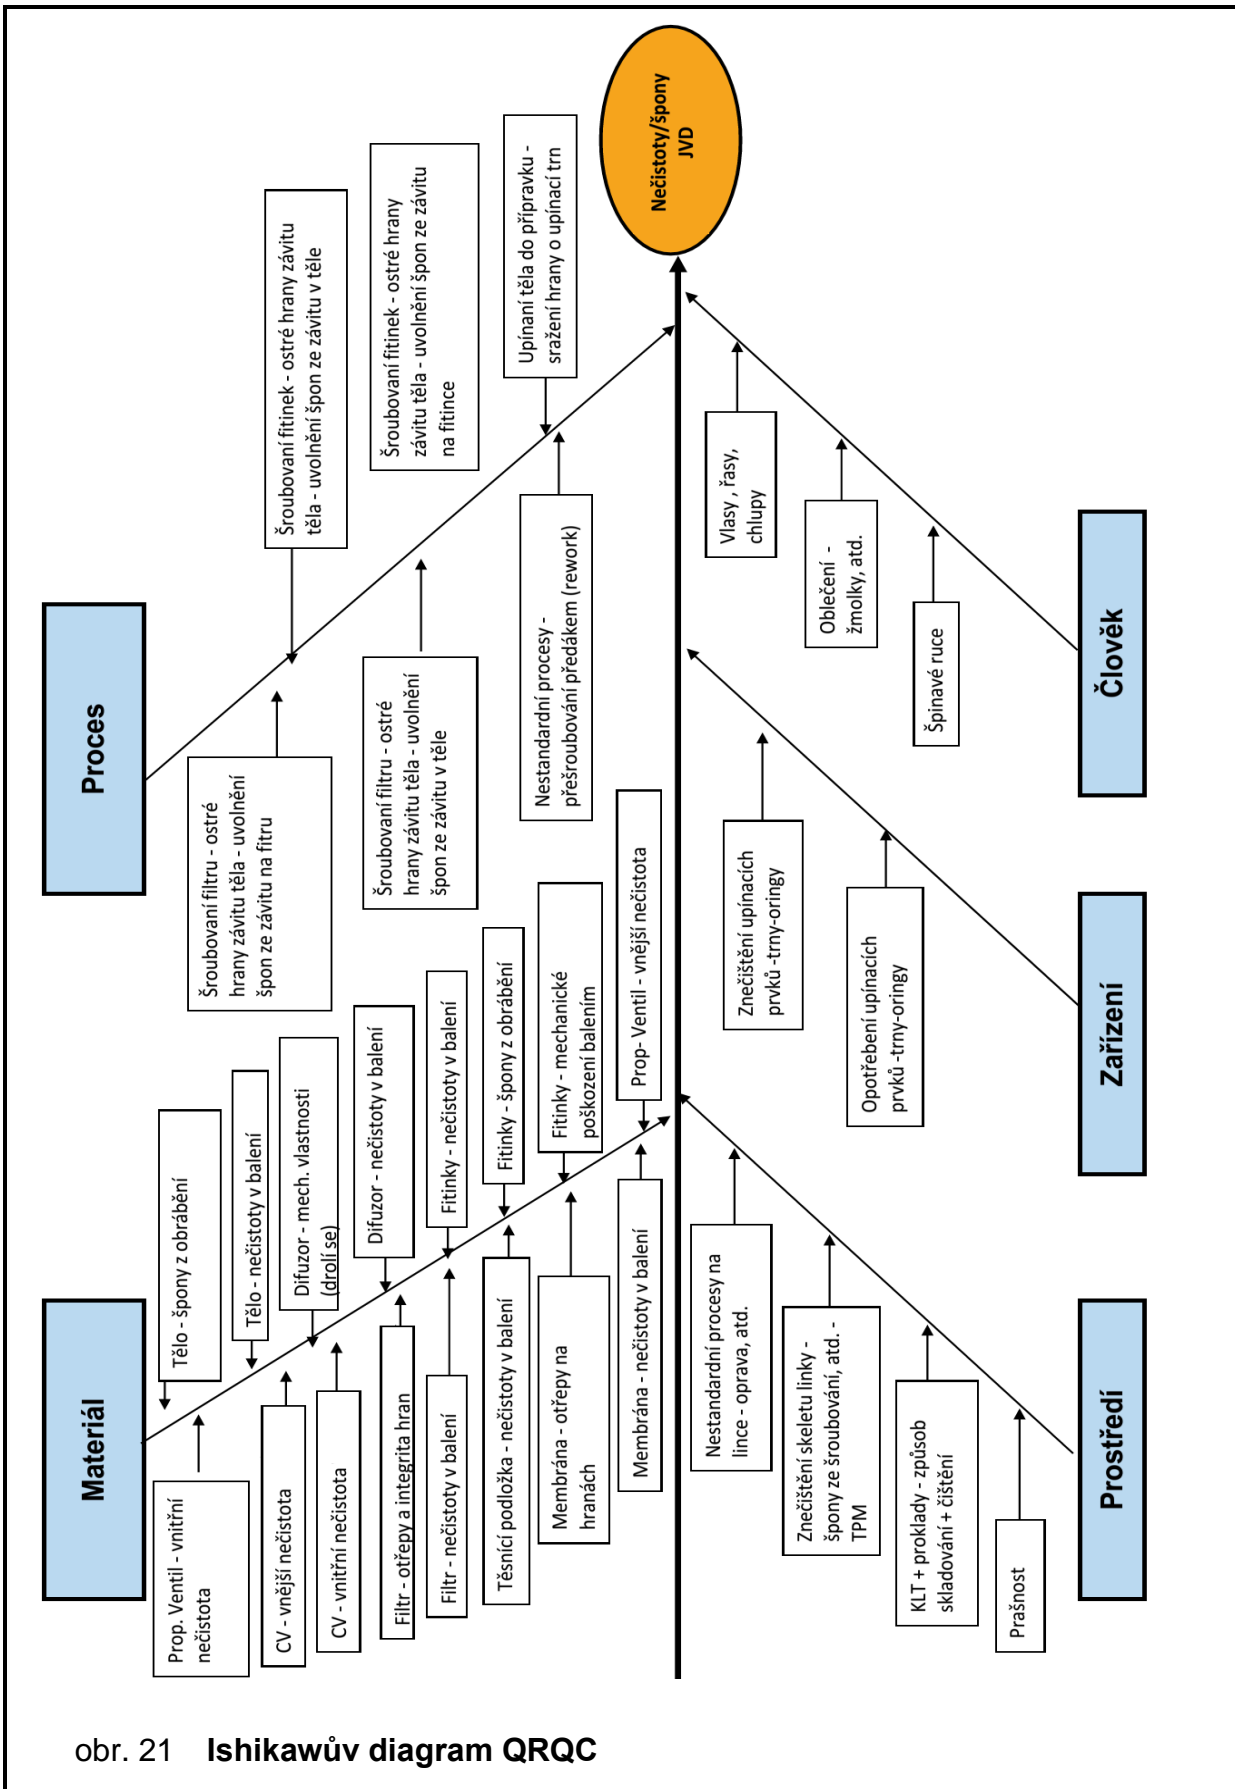 Materiál
Tělo - špony z obrábění
Tělo - nečistoty v balení
Difuzor - mech. vlastnosti
(drolí se)
Difuzor - nečistoty v balení
Fitinky - nečistoty v balení
Fitinky - špony z obrábění
Fitinky - mechanické
poškození balením
Prop- Ventil - vnější nečistota
Prop. Ventil - vnitřní
nečistota
CV - vnější nečistota
CV - vnitřní nečistota
Filtr - otřepy a integrita hran
Filtr - nečistoty v balení
Těsnící podložka - nečistoty v balení
Membrána - otřepy na
hranách
Membrána - nečistoty v balení
Proces
Šroubovaní fitinek - ostré hrany závitu
těla - uvolnění špon ze závitu v těle
Šroubovaní fitinek - ostré hrany
závitu těla - uvolnění špon ze závitu
na fitince
Upínaní těla do přípravku -
sražení hrany o upínací trn
Šroubovaní filtru - ostré
hrany závitu těla - uvolnění
špon ze závitu na fitru
Šroubovaní filtru - ostré
hrany závitu těla - uvolnění
špon ze závitu v těle
Nestandardní procesy -
přešroubování předákem (rework)
Nečistoty/špony
JVD
Nestandardní procesy na
lince - oprava, atd.
Znečištění skeletu linky -
špony ze šroubování, atd. -
TPM
KLT + proklady - způsob
skladování + čištění
Prašnost
Prostředí
Znečištění upínacích
prvků -trny-oringy
Opotřebení upínacích
prvků -trny-oringy
Zařízení
Vlasy , řasy,
chlupy
Oblečení -
žmolky, atd.
Špinavé ruce
Člověk
obr. 21 Ishikawův diagram QRQC